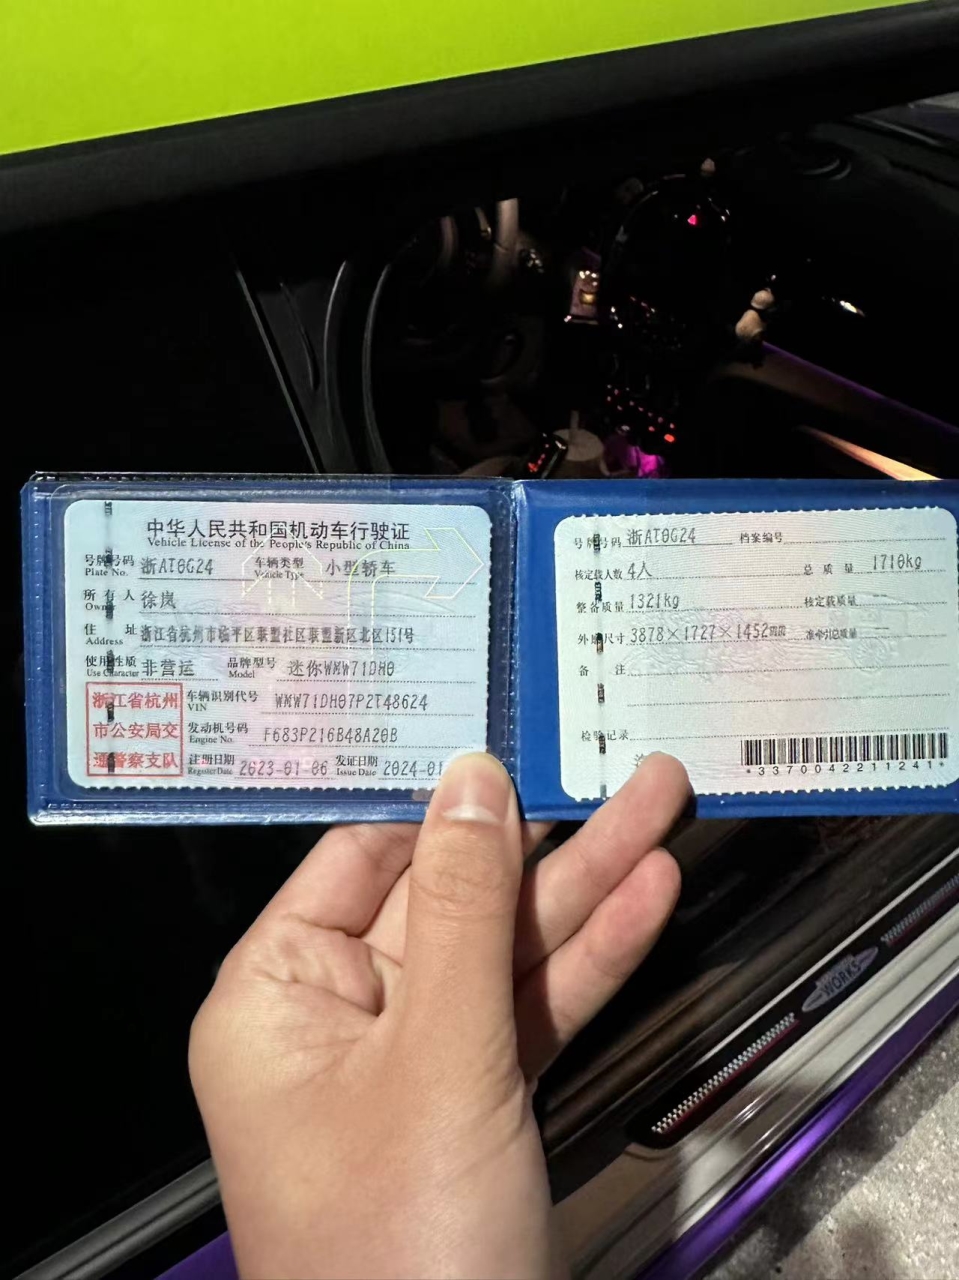 中华人民共和国机动车行驶证
Vehicle License of the People's Republic of China
号牌号码 浙AT0G24 车辆类型 小型轿车
Plate No. Vehicle Type
所有人 徐岚
Owner
住址 浙江省杭州市临平区联盟社区联盟新区北区151号
Address
使用性质 非营运 品牌型号 迷你WMW71DH0
Use Character Model
浙江省杭州
市公安局交
通警察支队
车辆识别代号 WMW71DH07P2T48624
VIN
发动机号码 F683P216B48A20B
Engine No.
注册日期 2023-01-06 发证日期 2024-01
Register Date Issue Date
号牌号码 浙AT0G24 档案编号
核定载人数 4人 总质量 1710kg
整备质量 1321kg 核定载质量
外廓尺寸 3878×1727×1452mm 准牵引总质量
备注
检验记录
*3370042211241*
WORKS